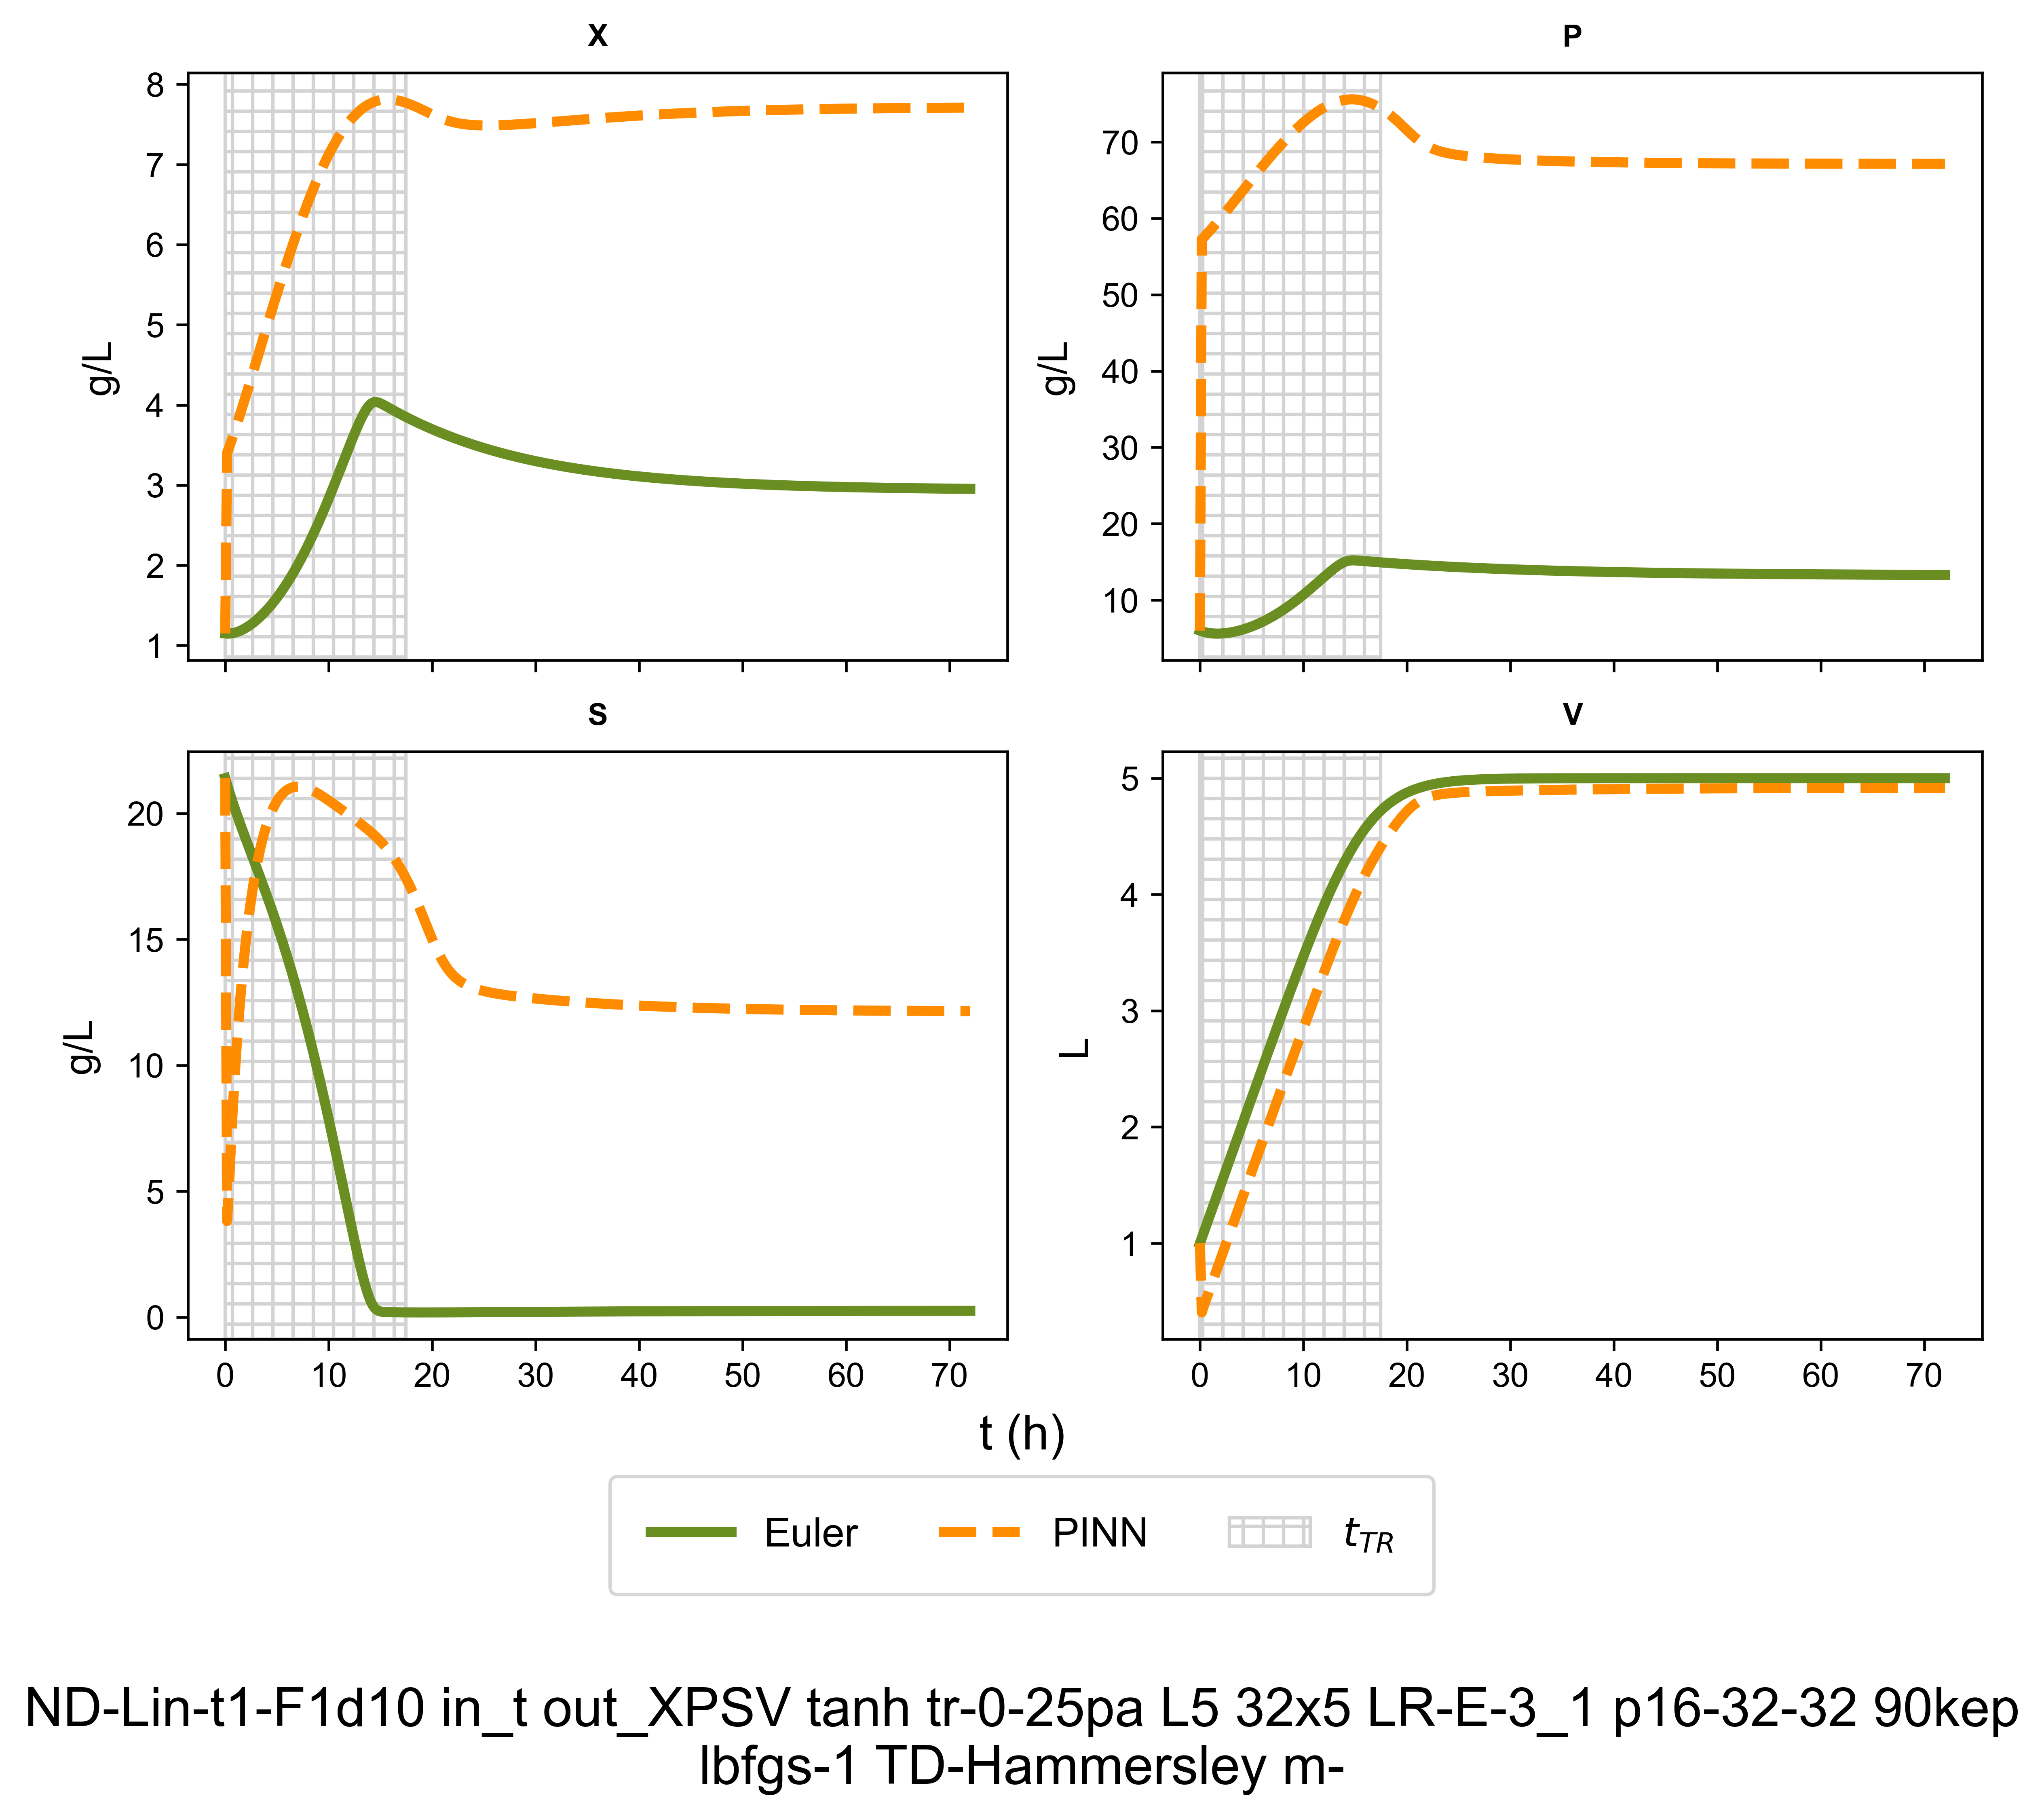 X
P
8
7
6
5
4
3
2
1
g/L
70
60
50
40
30
20
10
g/L
S
V
20
15
10
5
0
g/L
5
4
3
2
1
L
0 10 20 30 40 50 60 70
0 10 20 30 40 50 60 70
t (h)
Euler PINN t_TR
ND-Lin-t1-F1d10 in_t out_XPSV tanh tr-0-25pa L5 32x5 LR-E-3_1 p16-32-32 90kep
lbfgs-1 TD-Hammersley m-